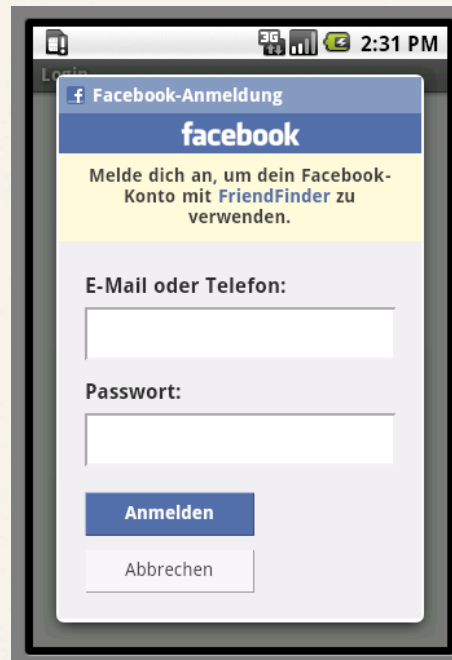 3G 2:31 PM
Login
Facebook-Anmeldung
facebook
Melde dich an, um dein Facebook-
Konto mit FriendFinder zu
verwenden.
E-Mail oder Telefon:
Passwort:
Anmelden
Abbrechen